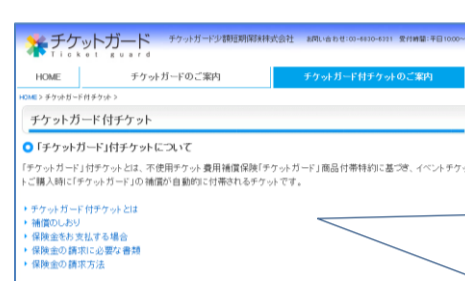 チケットガード
Ticket guard
チケットガード少額短期保険株式会社
HOME
チケットガードのご案内
チケットガード付チケットのご案内
HOME > チケットガード付チケット >
チケットガード付チケット
「チケットガード」付チケットについて
「チケットガード」付チケットとは、不使用チケット費用補償保険「チケットガード」商品付帯特約に基づき、イベントチケッ
トご購入時に「チケットガード」の補償が自動的に付帯されるチケットです。
チケットガード付チケットとは
補償のしおり
保険金をお支払する場合
保険金の請求に必要な書類
保険金の請求方法